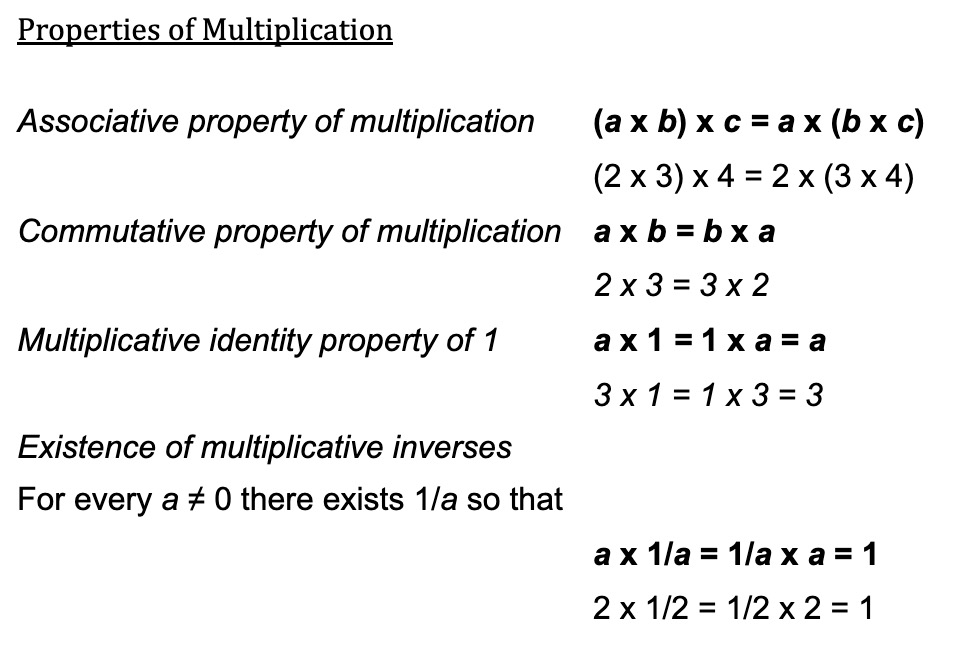 Properties of Multiplication
Associative property of multiplication (a x b) x c = a x (b x c)
(2 x 3) x 4 = 2 x (3 x 4)
Commutative property of multiplication a x b = b x a
2 x 3 = 3 x 2
Multiplicative identity property of 1 a x 1 = 1 x a = a
3 x 1 = 1 x 3 = 3
Existence of multiplicative inverses
For every a ≠ 0 there exists 1/a so that
a x 1/a = 1/a x a = 1
2 x 1/2 = 1/2 x 2 = 1